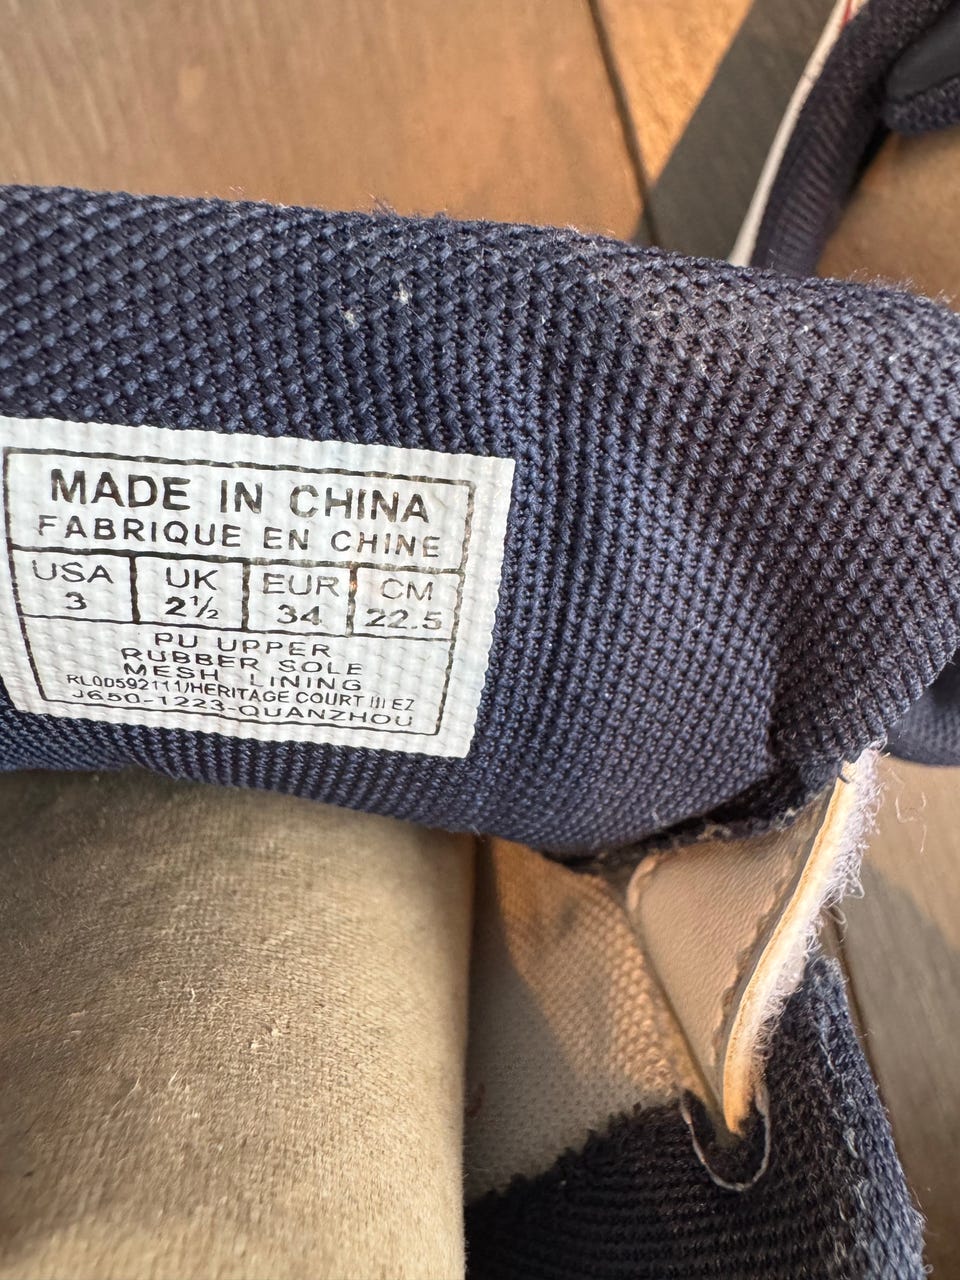 MADE IN CHINA
FABRIQUE EN CHINE
USA UK EUR CM
3 2½ 34 22.5
PU UPPER
RUBBER SOLE
MESH LINING
RL00592111/HERITAGE COURT III EZ
J650-1223-QUANZHOU